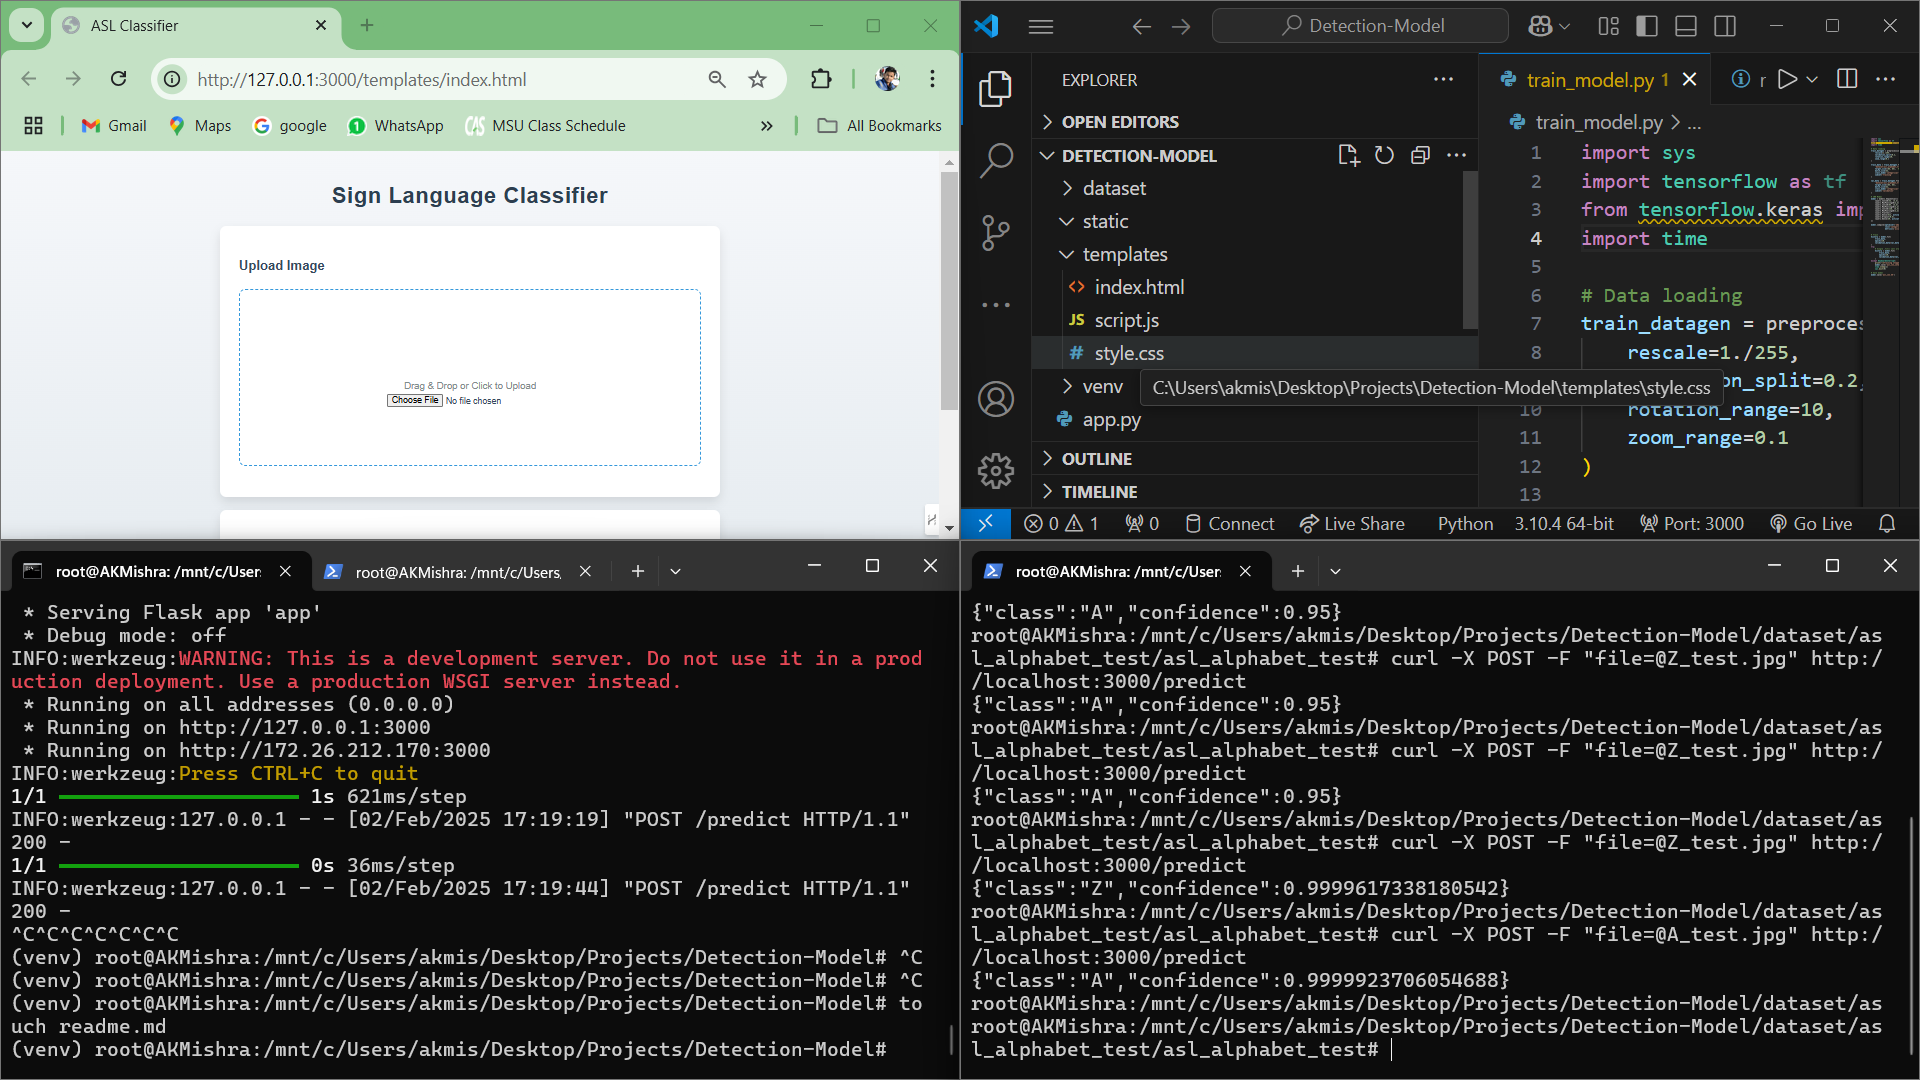 ASL Classifier
http://127.0.0.1:3000/templates/index.html
Gmail
Maps
google
WhatsApp
MSU Class Schedule
All Bookmarks
Sign Language Classifier
Upload Image
Drag & Drop or Click to Upload
Choose File No file chosen
Detection-Model
EXPLORER
OPEN EDITORS
DETECTION-MODEL
dataset
static
templates
index.html
JS script.js
# style.css
venv
C:\Users\akmis\Desktop\Projects\Detection-Model\templates\style.css
app.py
OUTLINE
TIMELINE
train_model.py 1
r
train_model.py > ...
1 import sys
2 import tensorflow as tf
3 from tensorflow.keras imp
4 import time
5
6 # Data loading
7 train_datagen = preproces
8 rescale=1./255,
on_split=0.2,
10 rotation_range=10,
11 zoom_range=0.1
12 )
13
0 1 0 Connect Live Share Python 3.10.4 64-bit Port: 3000 Go Live
root@AKMishra: /mnt/c/User:
root@AKMishra: /mnt/c/Users,
* Serving Flask app 'app'
* Debug mode: off
INFO:werkzeug:WARNING: This is a development server. Do not use it in a prod
uction deployment. Use a production WSGI server instead.
* Running on all addresses (0.0.0.0)
* Running on http://127.0.0.1:3000
* Running on http://172.26.212.170:3000
INFO:werkzeug:Press CTRL+C to quit
1/1 1s 621ms/step
INFO:werkzeug:127.0.0.1 - - [02/Feb/2025 17:19:19] "POST /predict HTTP/1.1"
200 -
1/1 0s 36ms/step
INFO:werkzeug:127.0.0.1 - - [02/Feb/2025 17:19:44] "POST /predict HTTP/1.1"
200 -
^C^C^C^C^C^C^C
(venv) root@AKMishra:/mnt/c/Users/akmis/Desktop/Projects/Detection-Model# ^C
(venv) root@AKMishra:/mnt/c/Users/akmis/Desktop/Projects/Detection-Model# ^C
(venv) root@AKMishra:/mnt/c/Users/akmis/Desktop/Projects/Detection-Model# to
uch readme.md
(venv) root@AKMishra:/mnt/c/Users/akmis/Desktop/Projects/Detection-Model#
root@AKMishra: /mnt/c/User:
{"class":"A","confidence":0.95}
root@AKMishra:/mnt/c/Users/akmis/Desktop/Projects/Detection-Model/dataset/as
l_alphabet_test/asl_alphabet_test# curl -X POST -F "file=@Z_test.jpg" http:/
/localhost:3000/predict
{"class":"A","confidence":0.95}
root@AKMishra:/mnt/c/Users/akmis/Desktop/Projects/Detection-Model/dataset/as
l_alphabet_test/asl_alphabet_test# curl -X POST -F "file=@Z_test.jpg" http:/
/localhost:3000/predict
{"class":"A","confidence":0.95}
root@AKMishra:/mnt/c/Users/akmis/Desktop/Projects/Detection-Model/dataset/as
l_alphabet_test/asl_alphabet_test# curl -X POST -F "file=@Z_test.jpg" http:/
/localhost:3000/predict
{"class":"Z","confidence":0.9999617338180542}
root@AKMishra:/mnt/c/Users/akmis/Desktop/Projects/Detection-Model/dataset/as
l_alphabet_test/asl_alphabet_test# curl -X POST -F "file=@A_test.jpg" http:/
/localhost:3000/predict
{"class":"A","confidence":0.9999923706054688}
root@AKMishra:/mnt/c/Users/akmis/Desktop/Projects/Detection-Model/dataset/as
root@AKMishra:/mnt/c/Users/akmis/Desktop/Projects/Detection-Model/dataset/as
l_alphabet_test/asl_alphabet_test#